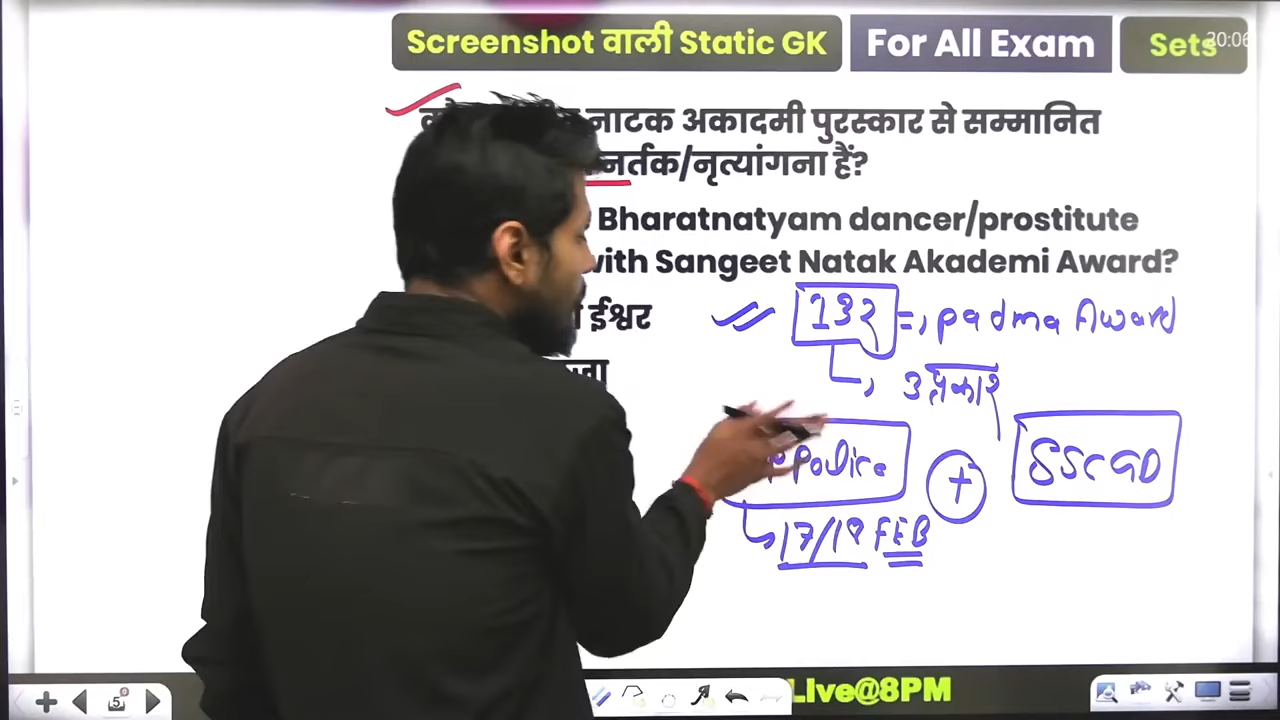 Screenshot वाली Static GK For All Exam Sets 20:06
नाटक अकादमी पुरस्कार से सम्मानित
नर्तक/नृत्यांगना हैं?
Bharatnatyam dancer/prostitute
with Sangeet Natak Akademi Award?
ईश्वर
132 =, padma Award
3 प्रकार
Police + SSC GD
17/18 FEB
Live@8PM